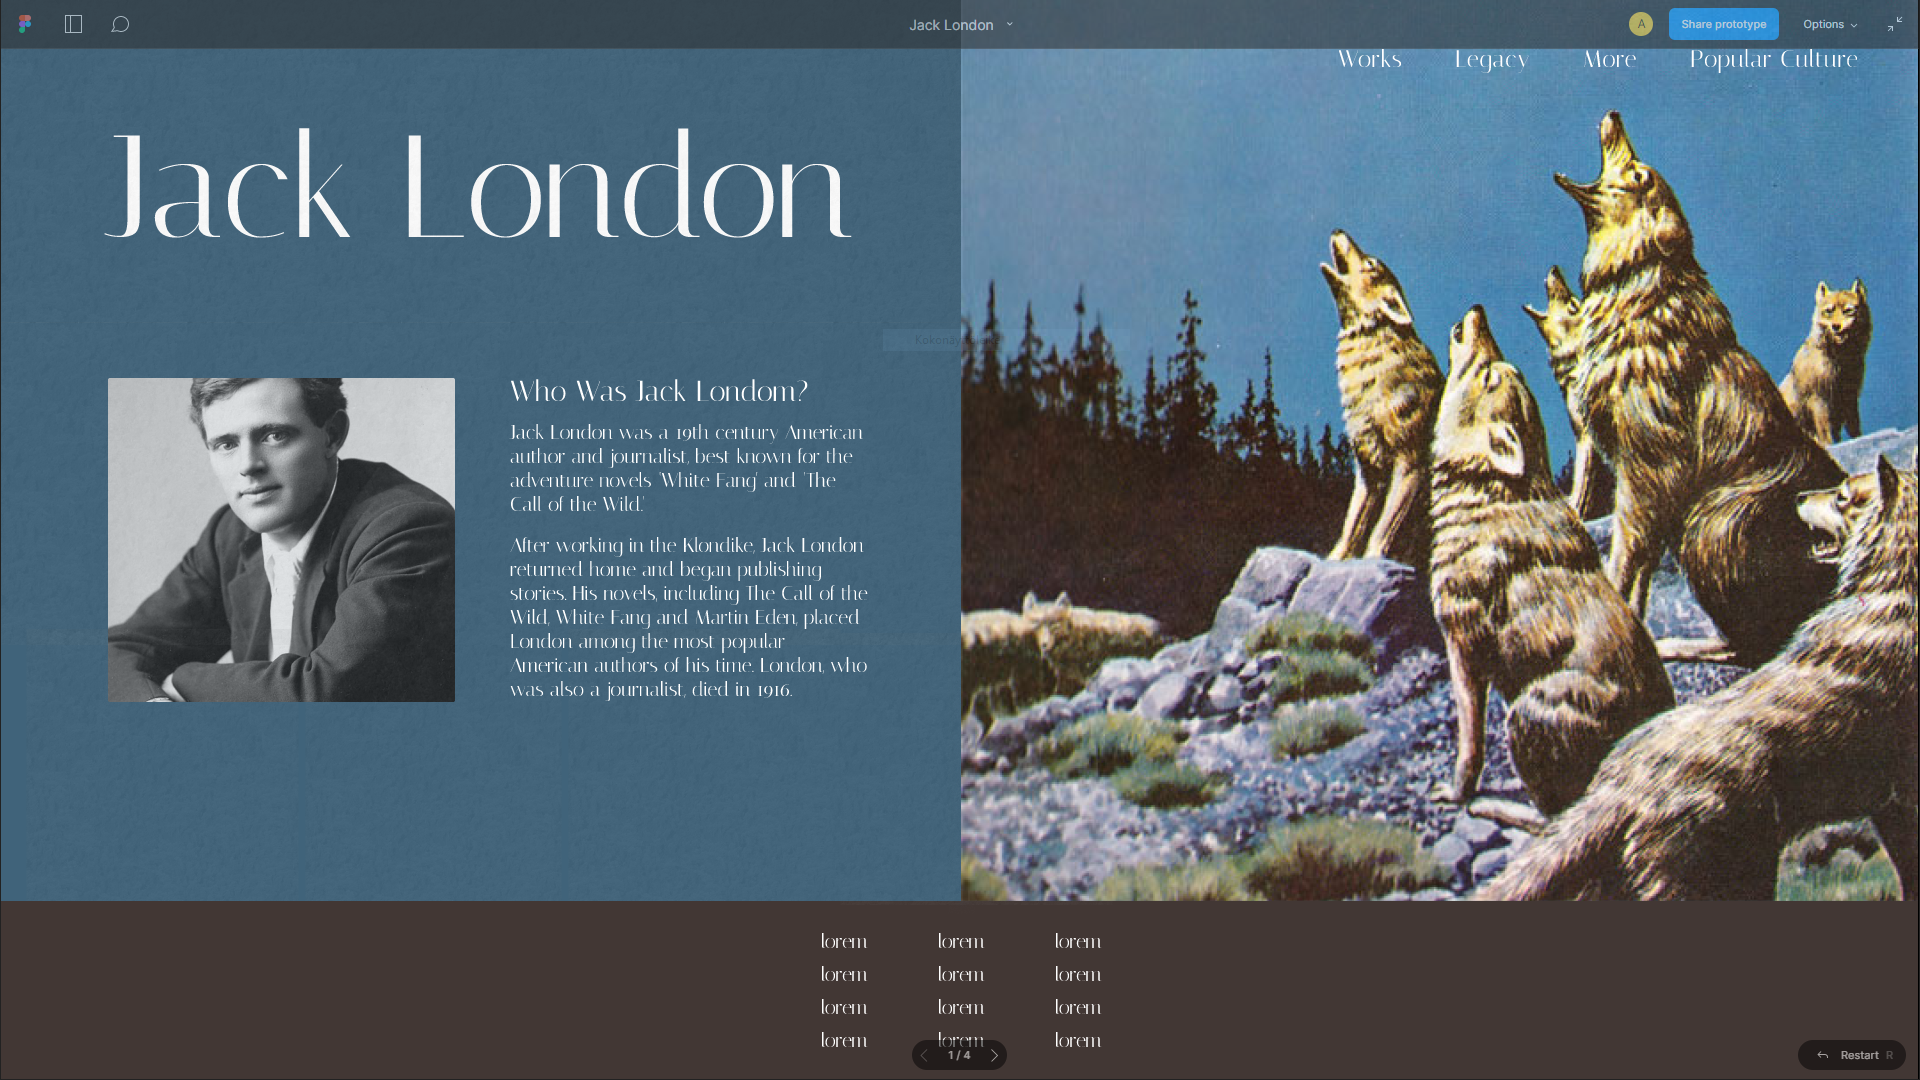 Jack London
A
Share prototype
Options
Works Legacy More Popular Culture
Jack London
Who Was Jack Londom?
Jack London was a 19th century American
author and journalist, best known for the
adventure novels 'White Fang' and 'The
Call of the Wild.'
After working in the Klondike, Jack London
returned home and began publishing
stories. His novels, including The Call of the
Wild, White Fang and Martin Eden, placed
London among the most popular
American authors of his time. London, who
was also a journalist, died in 1916.
lorem lorem lorem
lorem lorem lorem
lorem lorem lorem
lorem lorem lorem
1 / 4
Restart R